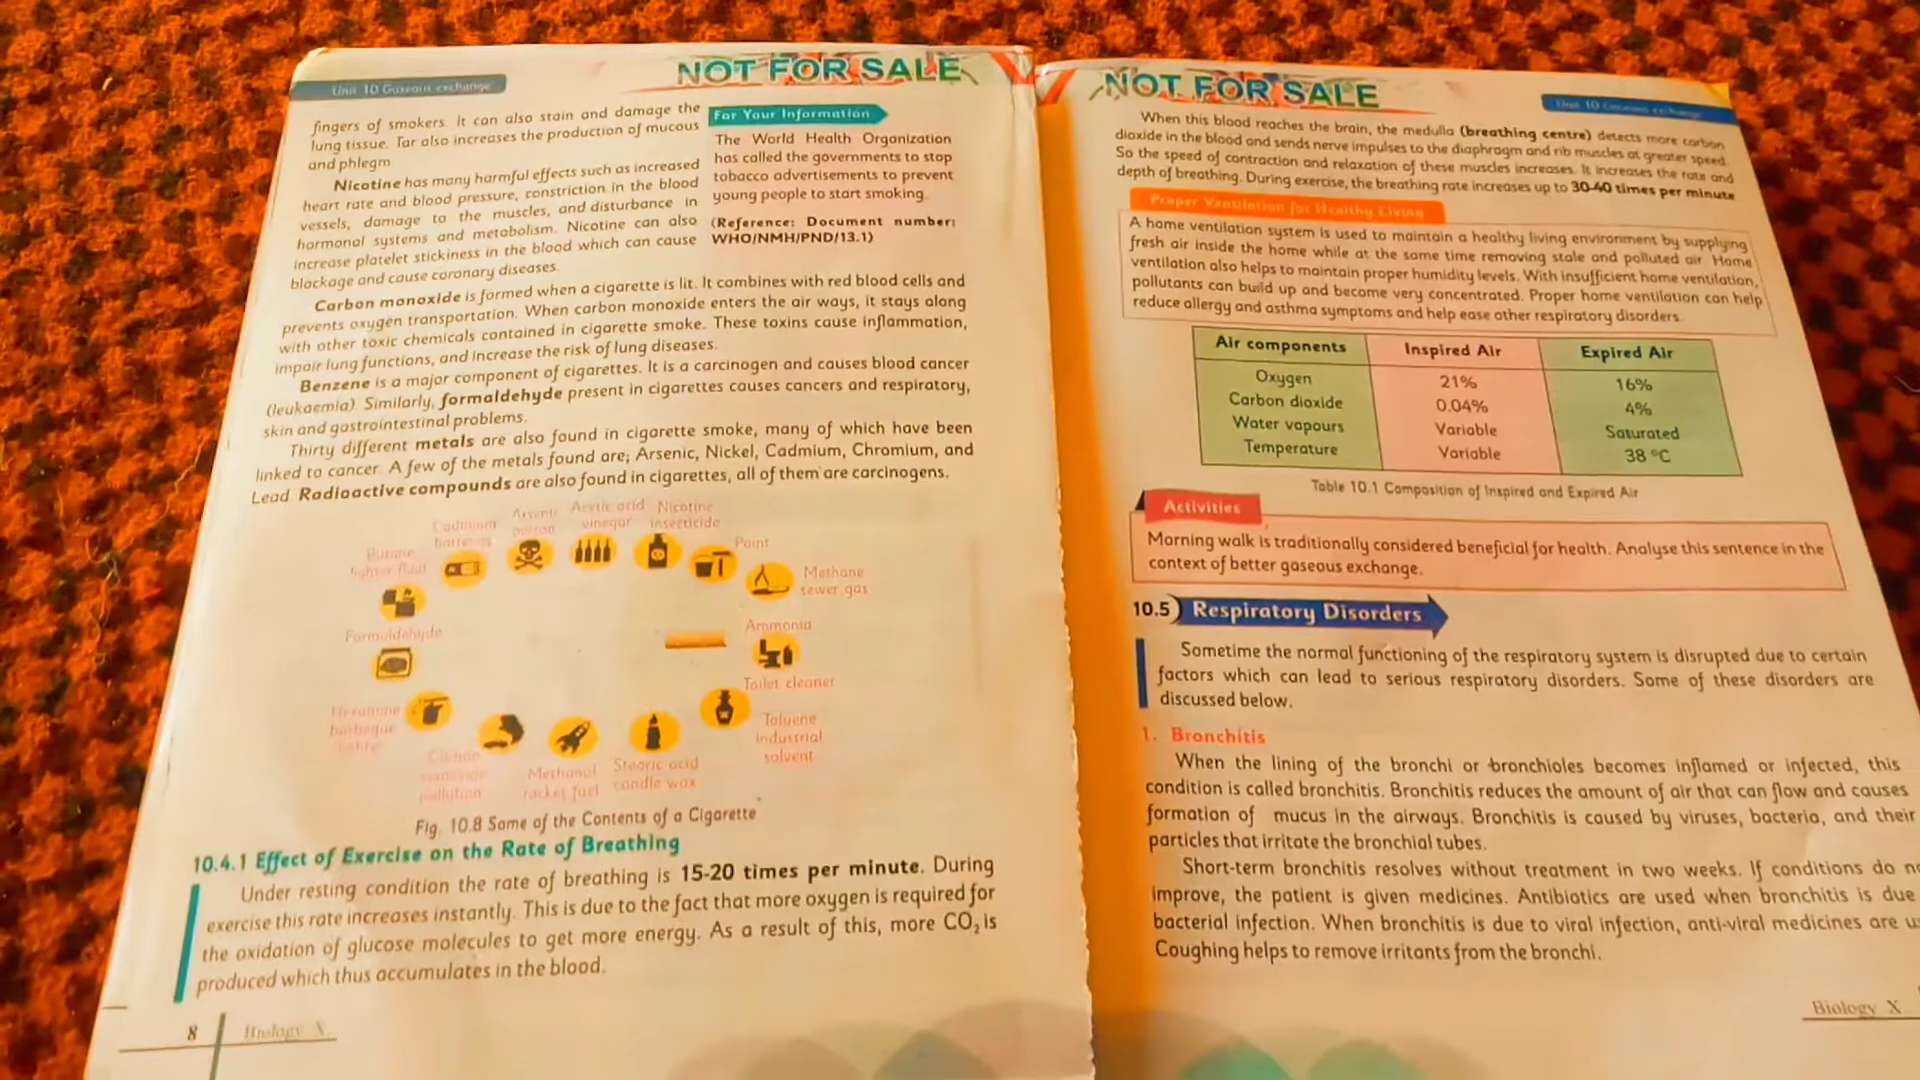 NOT FOR SALE
Unit 10 Gaseous exchange
fingers of smokers. It can also stain and damage the
lung tissue. Tar also increases the production of mucous
and phlegm
Nicotine has many harmful effects such as increased
heart rate and blood pressure, constriction in the blood
vessels, damage to the muscles, and disturbance in
hormonal systems and metabolism. Nicotine can also
increase platelet stickiness in the blood which can cause
blockage and cause coronary diseases.
For Your Information
The World Health Organization
has called the governments to stop
tobacco advertisements to prevent
young people to start smoking.
(Reference: Document number:
WHO/NMH/PND/13.1)
Carbon monoxide is formed when a cigarette is lit. It combines with red blood cells and
prevents oxygen transportation. When carbon monoxide enters the air ways, it stays along
with other toxic chemicals contained in cigarette smoke. These toxins cause inflammation,
impair lung functions, and increase the risk of lung diseases.
Benzene is a major component of cigarettes. It is a carcinogen and causes blood cancer
(leukaemia). Similarly, formaldehyde present in cigarettes causes cancers and respiratory,
skin and gastrointestinal problems.
Thirty different metals are also found in cigarette smoke, many of which have been
linked to cancer. A few of the metals found are; Arsenic, Nickel, Cadmium, Chromium, and
Lead. Radioactive compounds are also found in cigarettes, all of them are carcinogens.
Butane
lighter fluid
Cadmium
batteries
Arsenic
poison
Acetic acid
vinegar
Nicotine
insecticide
Paint
Methane
sewer gas
Formaldehyde
Ammonia
Toilet cleaner
barbeque
Carbon
monoxide
pollution
Methanol
rocket fuel
Stearic acid
candle wax
Toluene
industrial
solvent
Fig. 10.8 Some of the Contents of a Cigarette
10.4.1 Effect of Exercise on the Rate of Breathing
Under resting condition the rate of breathing is 15-20 times per minute. During
exercise this rate increases instantly. This is due to the fact that more oxygen is required for
the oxidation of glucose molecules to get more energy. As a result of this, more CO₂ is
produced which thus accumulates in the blood.
8 Biology X
NOT FOR SALE
Unit 10 Gaseous exchange
When this blood reaches the brain, the medulla (breathing centre) detects more carbon
dioxide in the blood and sends nerve impulses to the diaphragm and rib muscles at greater speed.
So the speed of contraction and relaxation of these muscles increases. It increases the rate and
depth of breathing. During exercise, the breathing rate increases up to 30-40 times per minute
Proper Ventilation for Healthy Living
A home ventilation system is used to maintain a healthy living environment by supplying
fresh air inside the home while at the same time removing stale and polluted air. Home
ventilation also helps to maintain proper humidity levels. With insufficient home ventilation,
pollutants can build up and become very concentrated. Proper home ventilation can help
reduce allergy and asthma symptoms and help ease other respiratory disorders.
Air components Inspired Air Expired Air
Oxygen 21% 16%
Carbon dioxide 0.04% 4%
Water vapours Variable Saturated
Temperature Variable 38 ºC
Table 10.1 Composition of Inspired and Expired Air
Activities
Morning walk is traditionally considered beneficial for health. Analyse this sentence in the
context of better gaseous exchange.
10.5 Respiratory Disorders
Sometime the normal functioning of the respiratory system is disrupted due to certain
factors which can lead to serious respiratory disorders. Some of these disorders are
discussed below.
1. Bronchitis
When the lining of the bronchi or bronchioles becomes inflamed or infected, this
condition is called bronchitis. Bronchitis reduces the amount of air that can flow and causes
formation of mucus in the airways. Bronchitis is caused by viruses, bacteria, and their
particles that irritate the bronchial tubes.
Short-term bronchitis resolves without treatment in two weeks. If conditions do
improve, the patient is given medicines. Antibiotics are used when bronchitis is due
bacterial infection. When bronchitis is due to viral infection, anti-viral medicines are
Coughing helps to remove irritants from the bronchi.
Biology X